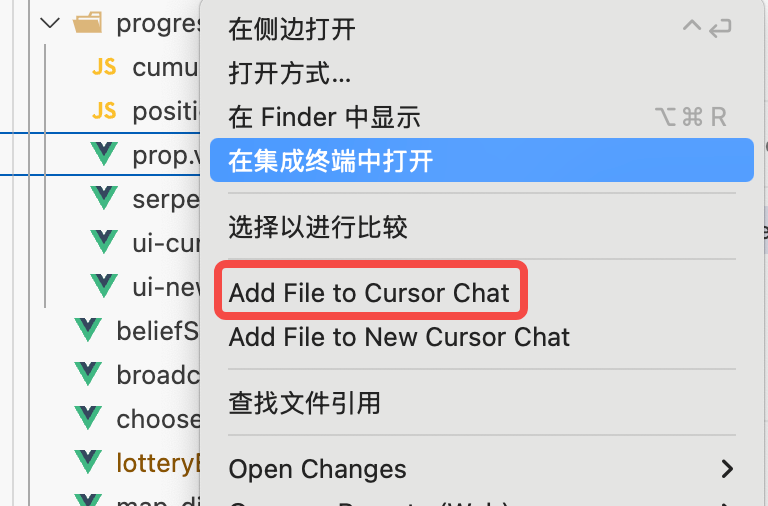 progres
在侧边打开
JS cumu
打开方式...
JS positi
在 Finder 中显示
⌥⌘R
prop.v
在集成终端中打开
serpe
选择以进行比较
ui-cur
ui-new
Add File to Cursor Chat
beliefS
Add File to New Cursor Chat
broadc
查找文件引用
choose
lotteryE
Open Changes